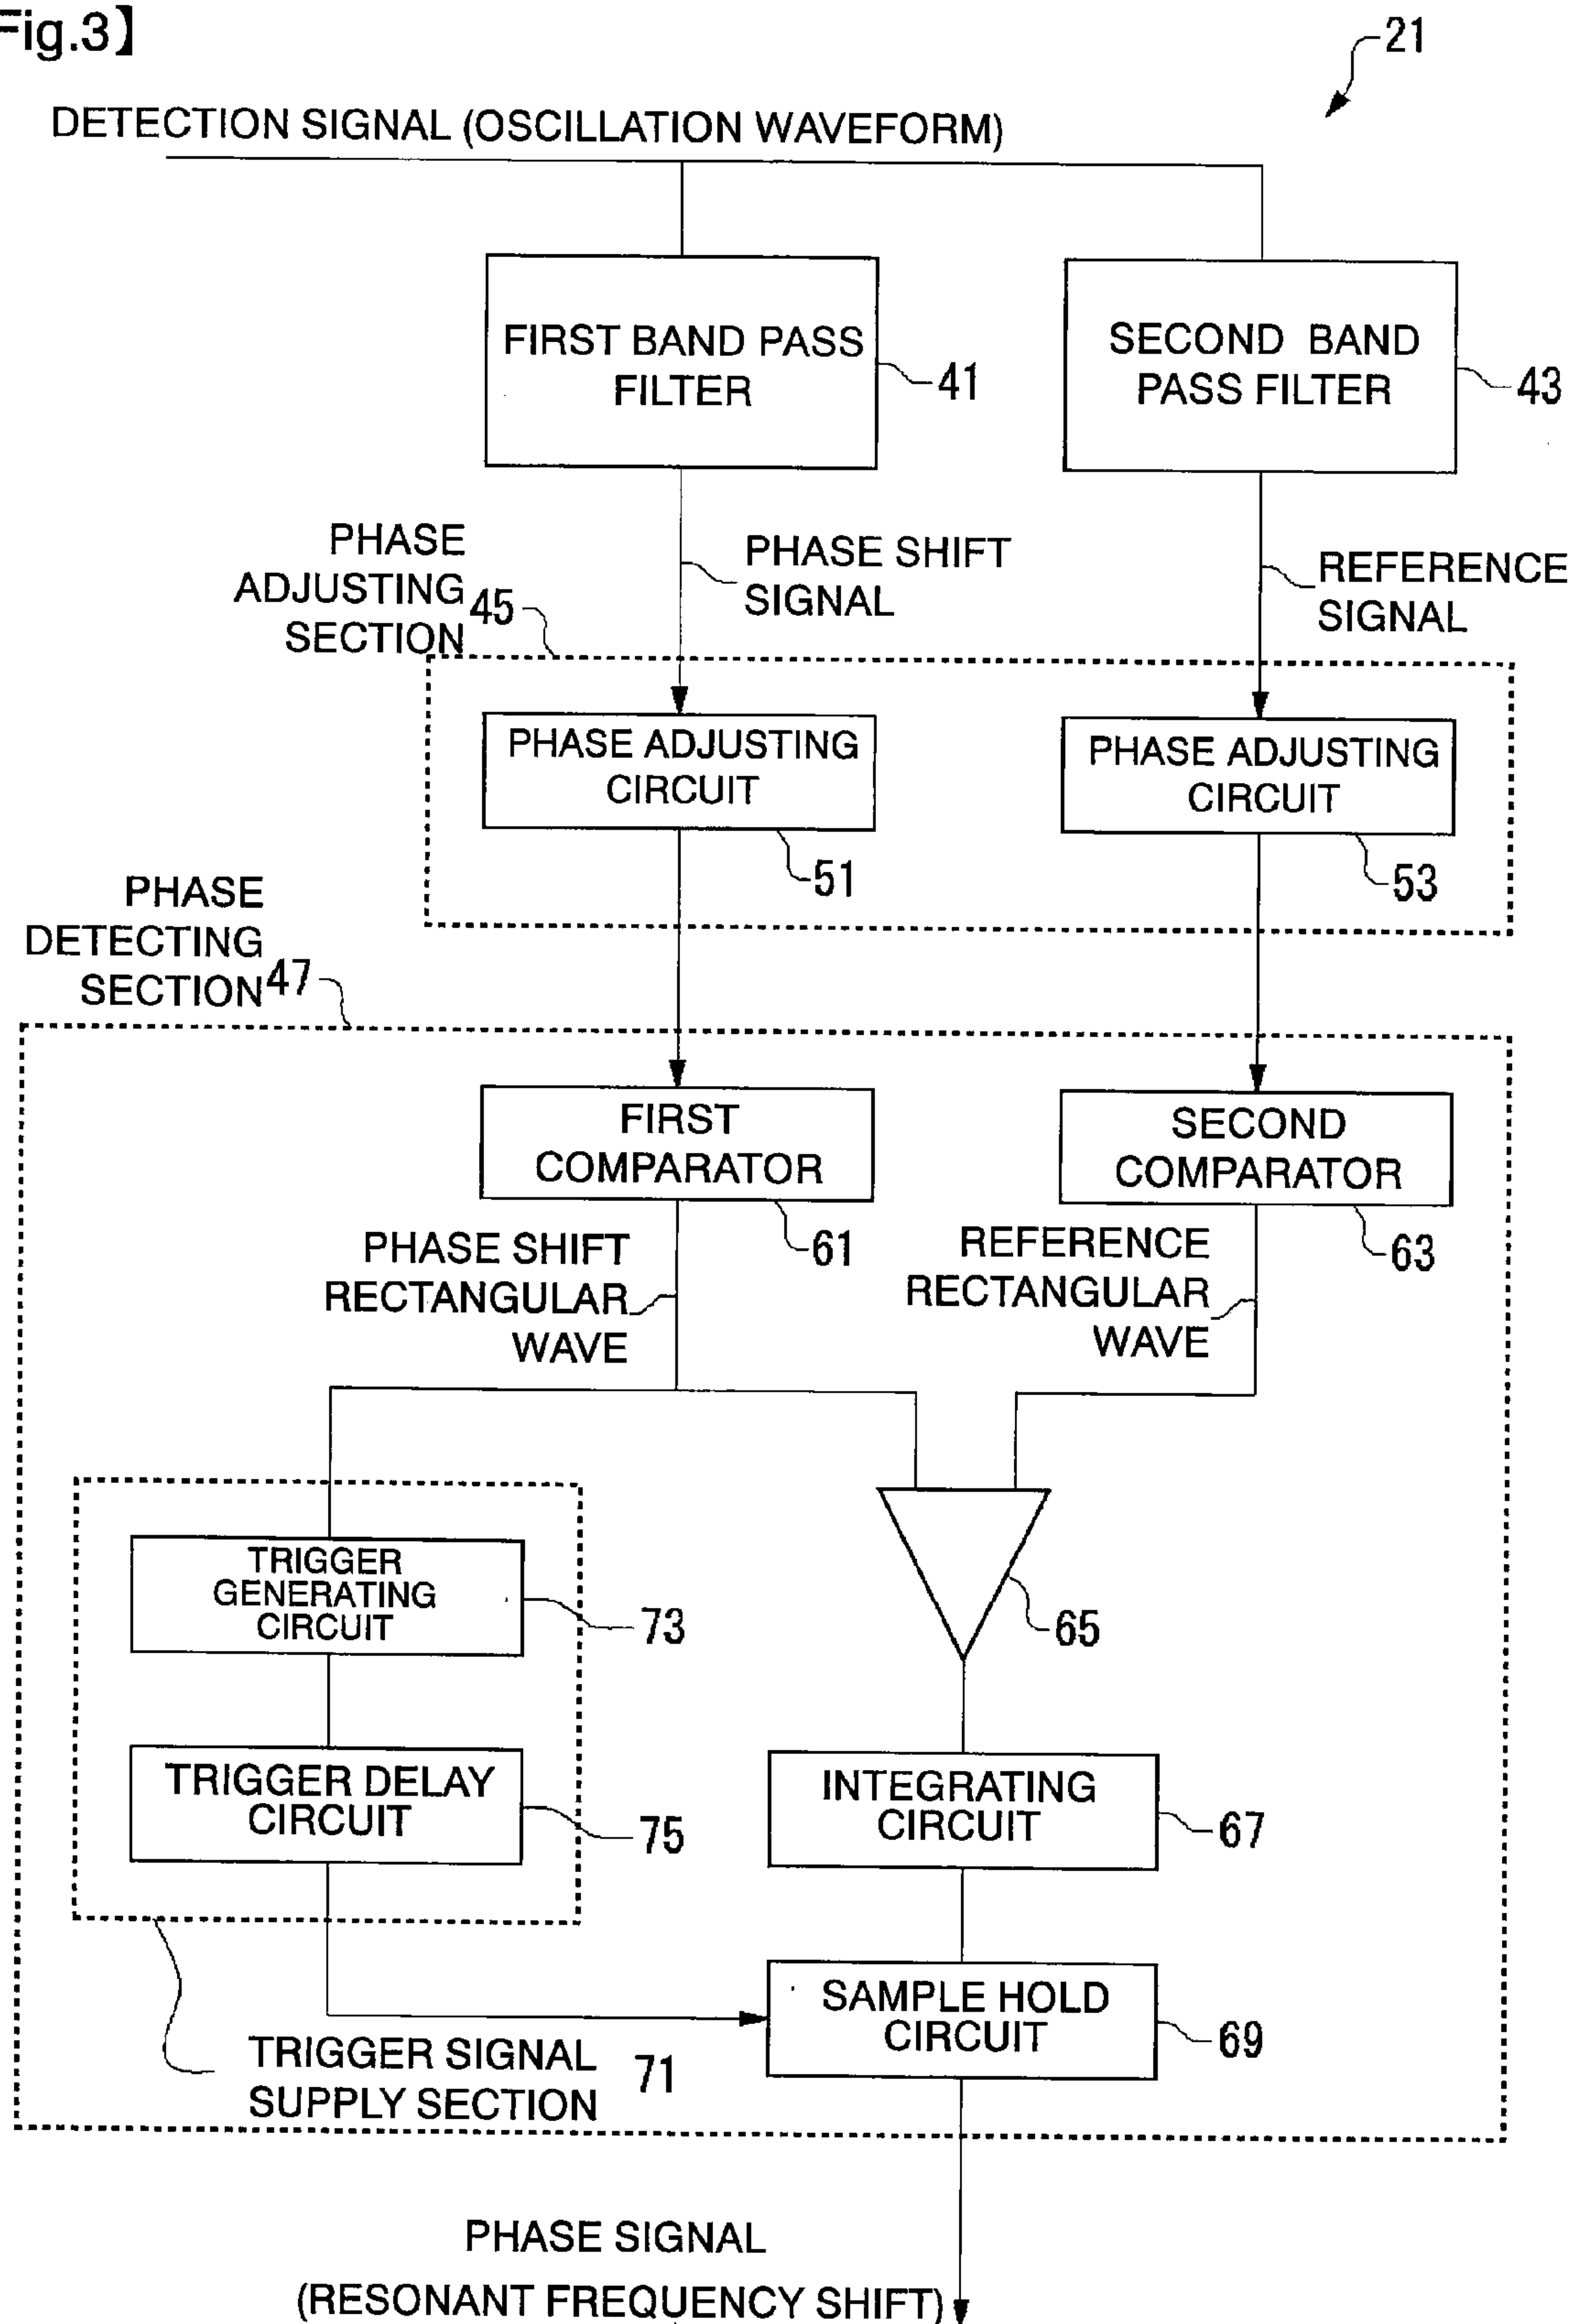 Fig.3】
21
DETECTION SIGNAL (OSCILLATION WAVEFORM)
FIRST BAND PASS
FILTER
41
SECOND BAND
PASS FILTER
43
PHASE
ADJUSTING
SECTION
45
PHASE SHIFT
SIGNAL
REFERENCE
SIGNAL
PHASE ADJUSTING
CIRCUIT
51
PHASE ADJUSTING
CIRCUIT
53
PHASE
DETECTING
SECTION
47
FIRST
COMPARATOR
61
SECOND
COMPARATOR
63
PHASE SHIFT
RECTANGULAR
WAVE
REFERENCE
RECTANGULAR
WAVE
TRIGGER
GENERATING
CIRCUIT
73
65
TRIGGER DELAY
CIRCUIT
75
INTEGRATING
CIRCUIT
67
SAMPLE HOLD
CIRCUIT
69
TRIGGER SIGNAL
SUPPLY SECTION
71
PHASE SIGNAL
(RESONANT FREQUENCY SHIFT)